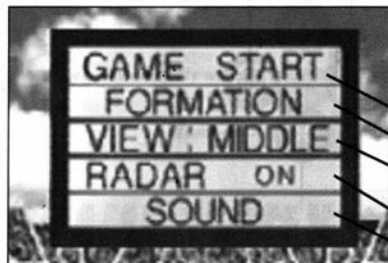 GAME START
FORMATION
VIEW : MIDDLE
RADAR ON
SOUND